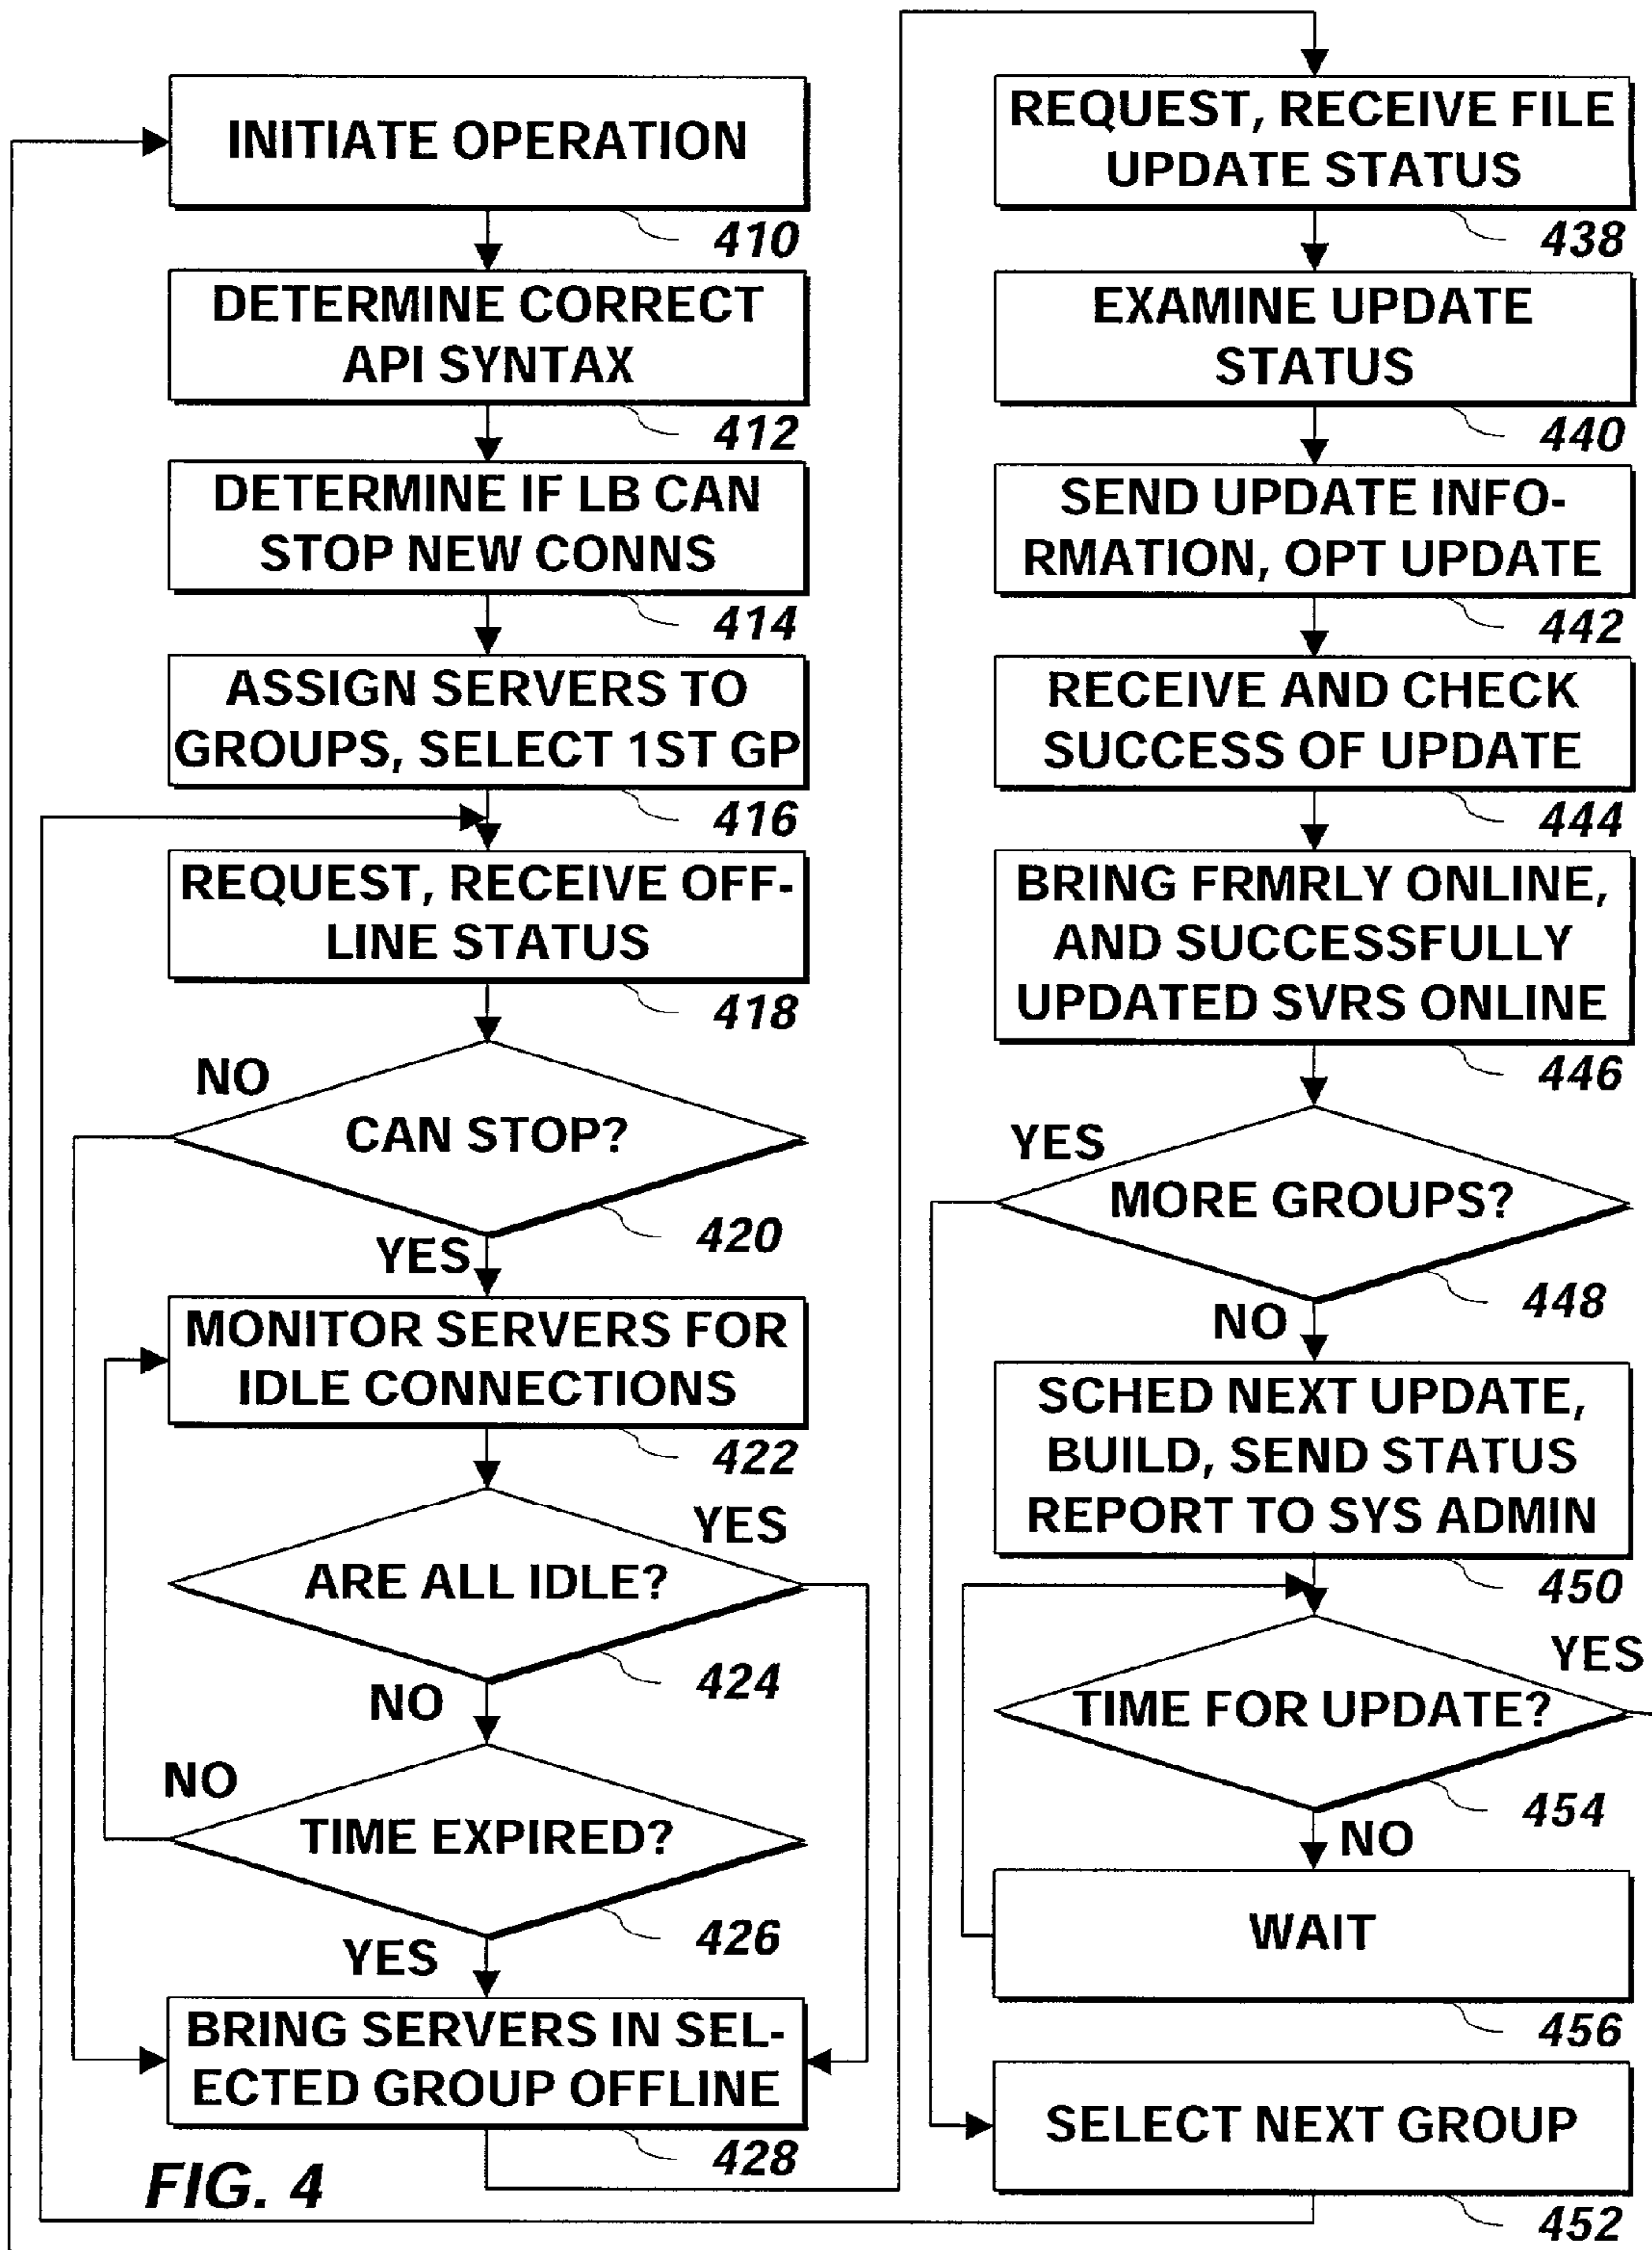 INITIATE OPERATION
410
DETERMINE CORRECT
API SYNTAX
412
DETERMINE IF LB CAN
STOP NEW CONNS
414
ASSIGN SERVERS TO
GROUPS, SELECT 1ST GP
416
REQUEST, RECEIVE OFF-
LINE STATUS
418
NO
CAN STOP?
420
YES
MONITOR SERVERS FOR
IDLE CONNECTIONS
422
YES
ARE ALL IDLE?
424
NO
NO
TIME EXPIRED?
426
YES
BRING SERVERS IN SEL-
ECTED GROUP OFFLINE
428
FIG. 4
REQUEST, RECEIVE FILE
UPDATE STATUS
438
EXAMINE UPDATE
STATUS
440
SEND UPDATE INFO-
RMATION, OPT UPDATE
442
RECEIVE AND CHECK
SUCCESS OF UPDATE
444
BRING FRMRLY ONLINE,
AND SUCCESSFULLY
UPDATED SVRS ONLINE
446
YES
MORE GROUPS?
448
NO
SCHED NEXT UPDATE,
BUILD, SEND STATUS
REPORT TO SYS ADMIN
450
YES
TIME FOR UPDATE?
454
NO
WAIT
456
SELECT NEXT GROUP
452